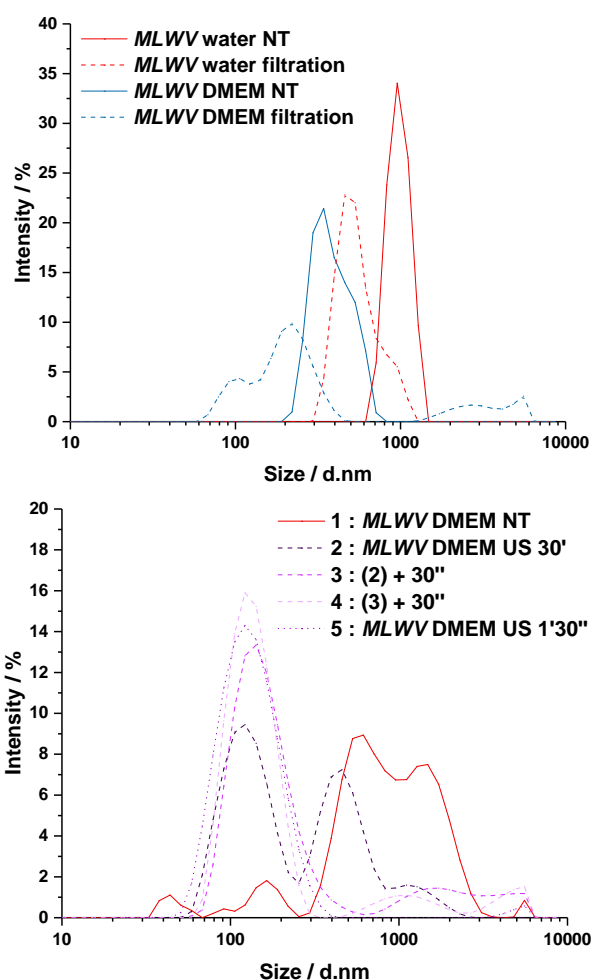 40
35
30
25
20
15
10
5
0
Intensity / %
MLWV water NT
MLWV water filtration
MLWV DMEM NT
MLWV DMEM filtration
10 100 1000 10000
Size / d.nm
20
18
16
14
12
10
8
6
4
2
0
Intensity / %
1 : MLWV DMEM NT
2 : MLWV DMEM US 30'
3 : (2) + 30"
4 : (3) + 30"
5 : MLWV DMEM US 1'30"
10 100 1000 10000
Size / d.nm